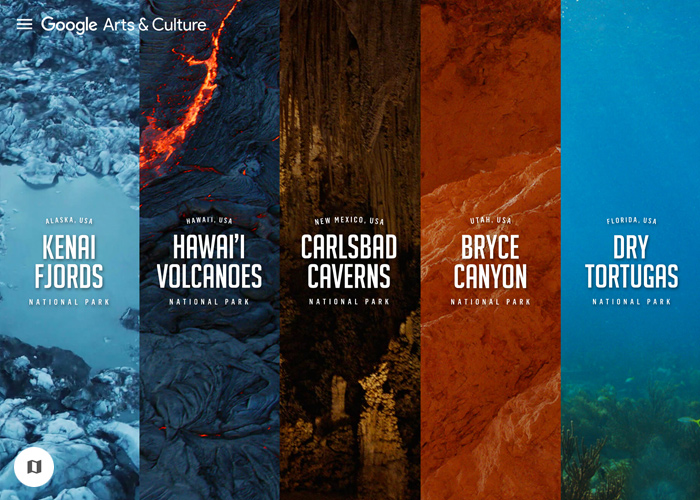 Google Arts & Culture
ALASKA, USA
KENAI
FJORDS
NATIONAL PARK
HAWAI'I, USA
HAWAI'I
VOLCANOES
NATIONAL PARK
NEW MEXICO, USA
CARLSBAD
CAVERNS
NATIONAL PARK
UTAH, USA
BRYCE
CANYON
NATIONAL PARK
FLORIDA, USA
DRY
TORTUGAS
NATIONAL PARK